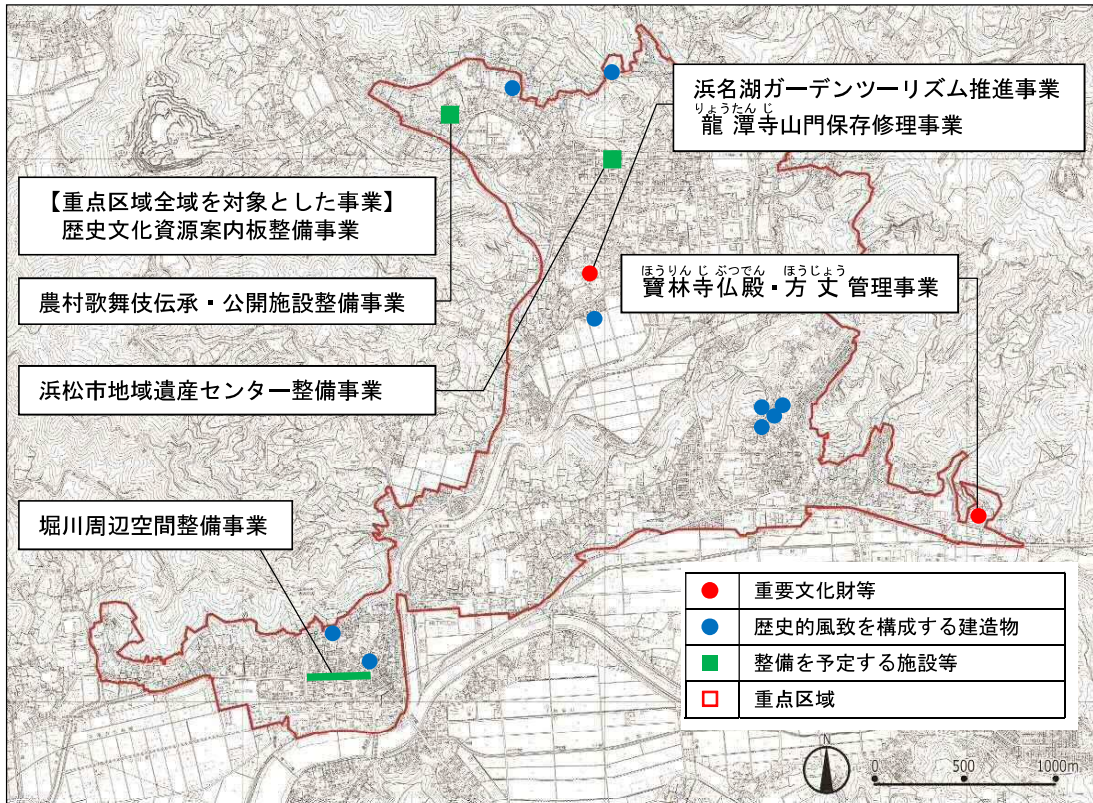 浜名湖ガーデンツーリズム推進事業
りょうたんじ
龍潭寺山門保存修理事業
【重点区域全域を対象とした事業】
歴史文化資源案内板整備事業
ほうりんじ ぶつでん ほうじょう
寳林寺仏殿・方丈管理事業
農村歌舞伎伝承・公開施設整備事業
浜松市地域遺産センター整備事業
堀川周辺空間整備事業
重要文化財等
歴史的風致を構成する建造物
整備を予定する施設等
重点区域
N
0 500 1000m